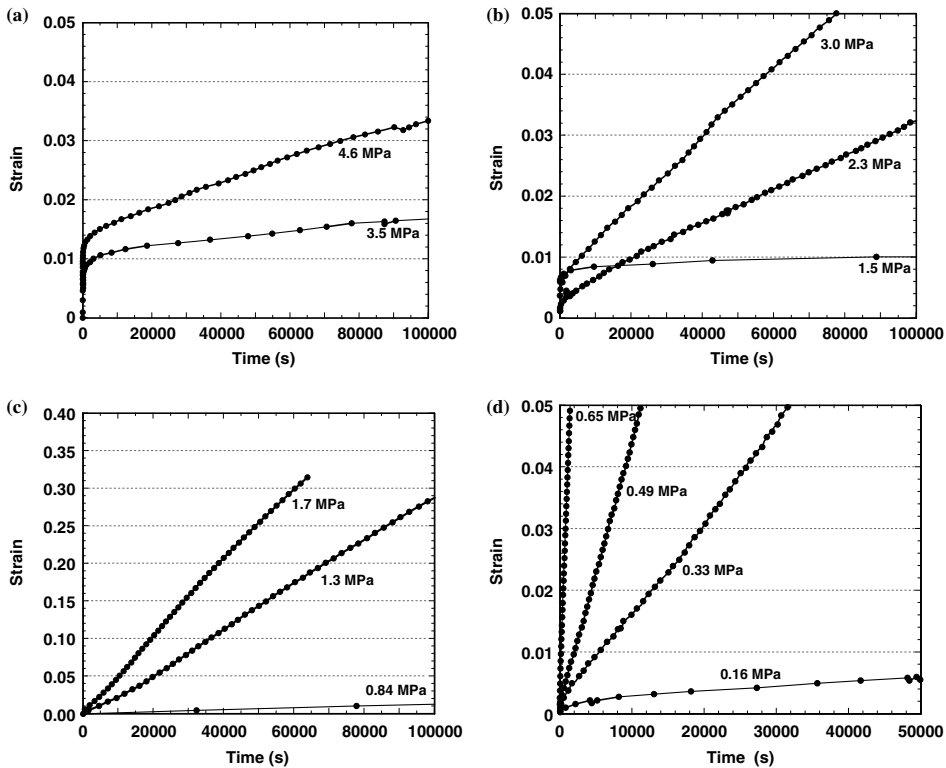 (a)
0.05
0.04
0.03
0.02
0.01
0
Strain
4.6 MPa
3.5 MPa
0 20000 40000 60000 80000 100000
Time (s)
(b)
0.05
0.04
0.03
0.02
0.01
0
Strain
3.0 MPa
2.3 MPa
1.5 MPa
0 20000 40000 60000 80000 100000
Time (s)
(c)
0.40
0.35
0.30
0.25
0.20
0.15
0.10
0.05
0.00
Strain
1.7 MPa
1.3 MPa
0.84 MPa
0 20000 40000 60000 80000 100000
Time (s)
(d)
0.05
0.04
0.03
0.02
0.01
0
Strain
0.65 MPa
0.49 MPa
0.33 MPa
0.16 MPa
0 10000 20000 30000 40000 50000
Time (s)